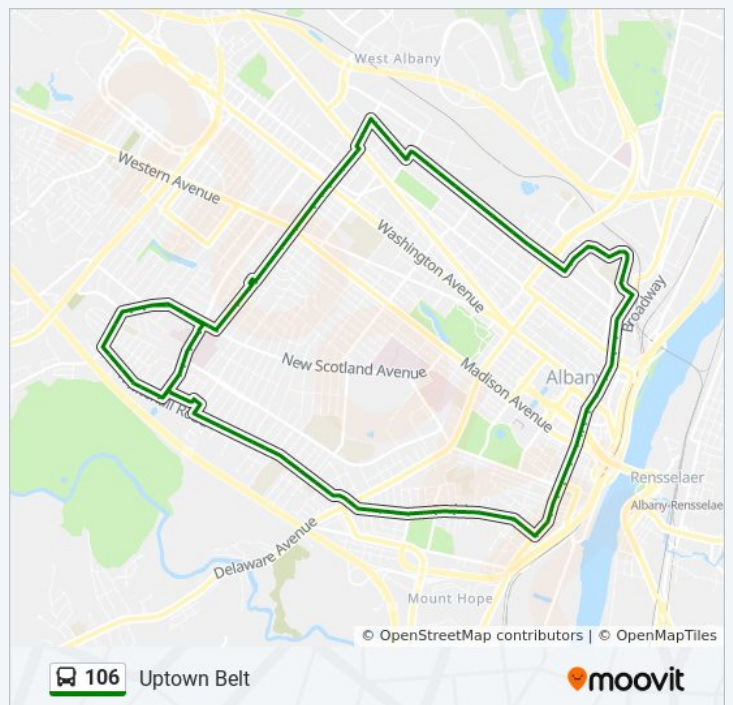 West Albany
Western Avenue
Washington Avenue
Broadway
New Scotland Avenue
Madison Avenue
Albany
Rensselaer
Albany-Rensselae
Delaware Avenue
Mount Hope
© OpenStreetMap contributors | © OpenMapTiles
106 Uptown Belt
moovit